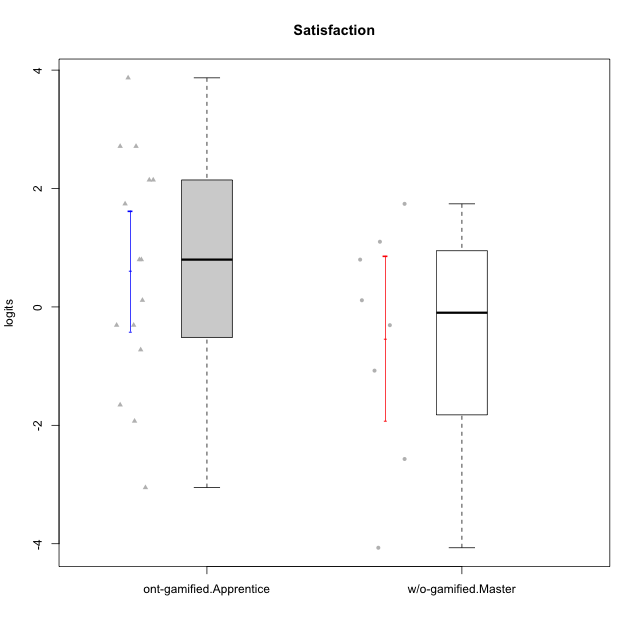 Satisfaction
4
2
0
-2
-4
logits
ont-gamified.Apprentice
w/o-gamified.Master